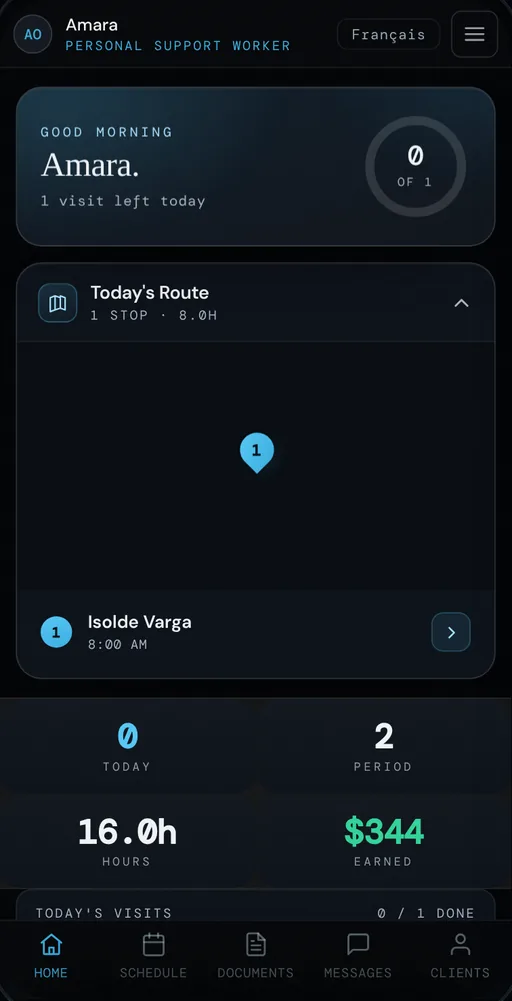 AO
Amara
PERSONAL SUPPORT WORKER
Français
GOOD MORNING
Amara.
1 visit left today
0
OF 1
Today's Route
1 STOP · 8.0H
1
1
Isolde Varga
8:00 AM
0
TODAY
2
PERIOD
16.0h
HOURS
$344
EARNED
TODAY'S VISITS
0 / 1 DONE
HOME
SCHEDULE
DOCUMENTS
MESSAGES
CLIENTS